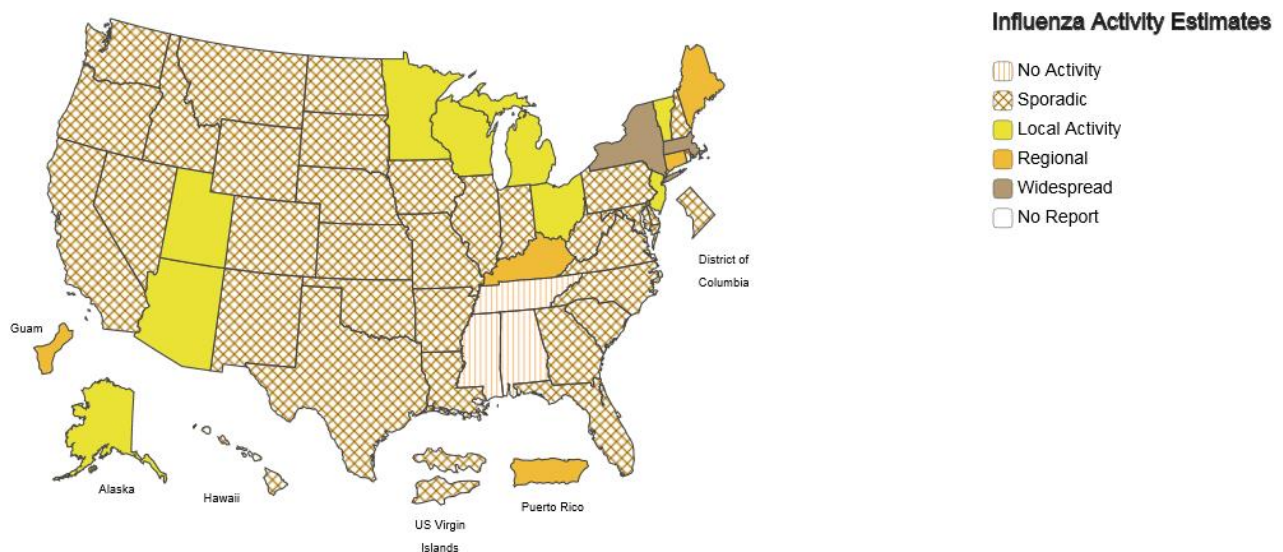 Influenza Activity Estimates
No Activity
Sporadic
Local Activity
Regional
Widespread
No Report
District of
Columbia
Guam
Alaska
Hawaii
US Virgin
Islands
Puerto Rico